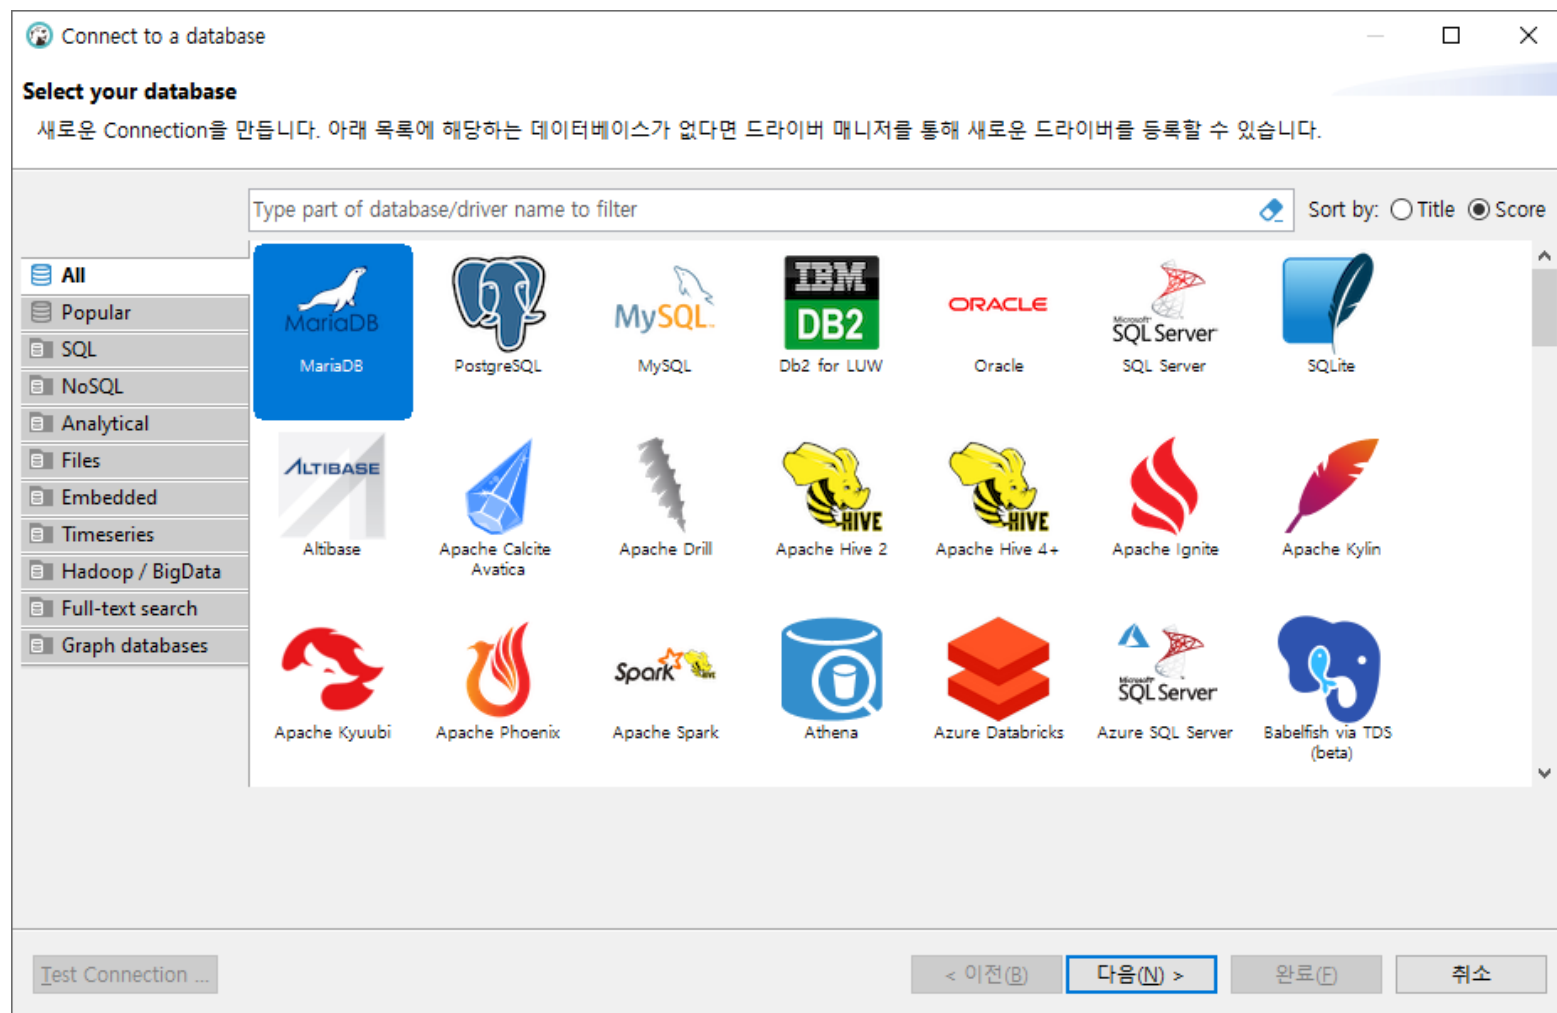 Connect to a database
Select your database
새로운 Connection을 만듭니다. 아래 목록에 해당하는 데이터베이스가 없다면 드라이버 매니저를 통해 새로운 드라이버를 등록할 수 있습니다.
Type part of database/driver name to filter
Sort by: Title Score
All
Popular
SQL
NoSQL
Analytical
Files
Embedded
Timeseries
Hadoop / BigData
Full-text search
Graph databases
MariaDB
MySQL
IBM
DB2
ORACLE
Microsoft
SQL Server
MariaDB PostgreSQL MySQL Db2 for LUW Oracle SQL Server SQLite
ALTIBASE
HIVE
HIVE
Altibase Apache Calcite Apache Drill Apache Hive 2 Apache Hive 4+ Apache Ignite Apache Kylin
Avatica
Spark
HIVE
Microsoft
SQL Server
Apache Kyuubi Apache Phoenix Apache Spark Athena Azure Databricks Azure SQL Server Babelfish via TDS
(beta)
Test Connection ...
< 이전(B) 다음(N) > 완료(F) 취소